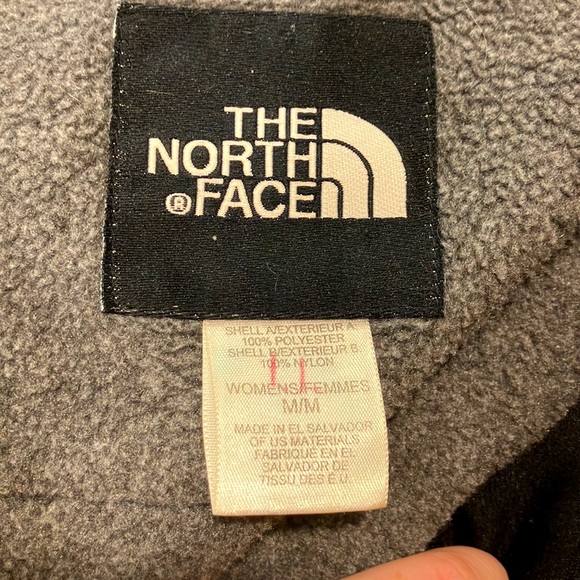 THE
NORTH
® FACE
SHELL A/EXTERIEUR A
100% POLYESTER
SHELL B/EXTERIEUR B
100% NYLON
WOMENS/FEMMES
M/M
MADE IN EL SALVADOR
OF US MATERIALS
FABRIQUÉ EN EL
SALVADOR DE
TISSU DES É.U.